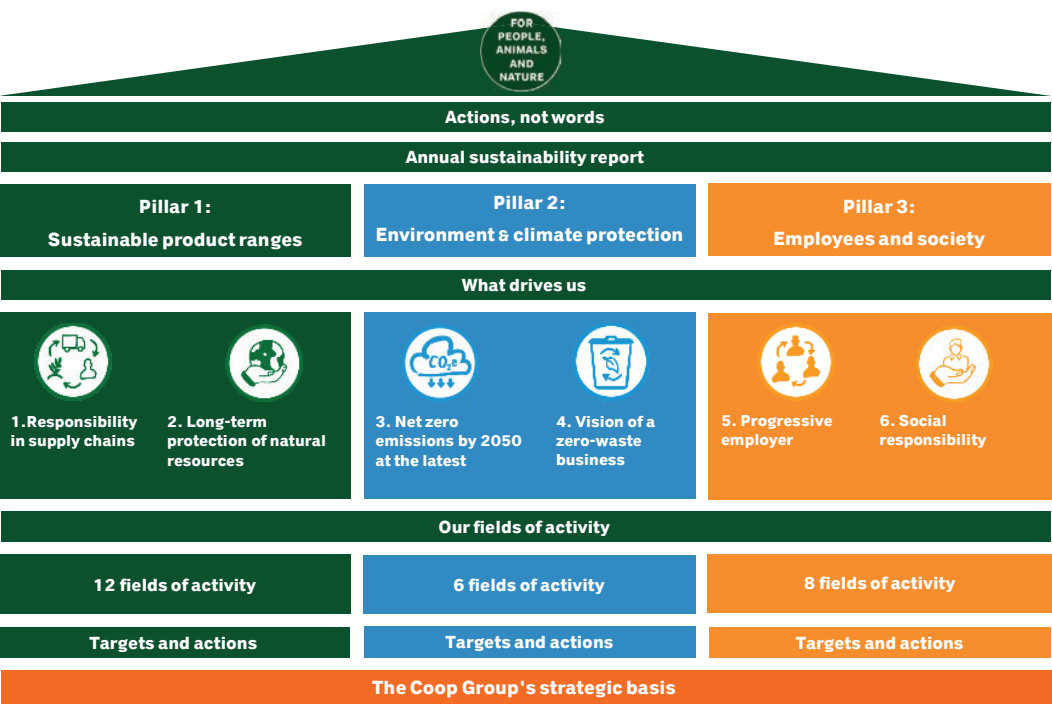 FOR
PEOPLE,
ANIMALS
AND
NATURE
Actions, not words
Annual sustainability report
Pillar 1:
Sustainable product ranges
Pillar 2:
Environment & climate protection
Pillar 3:
Employees and society
What drives us
1.Responsibility
in supply chains
2. Long-term
protection of natural
resources
CO₂e
3. Net zero
emissions by 2050
at the latest
4. Vision of a
zero-waste
business
5. Progressive
employer
6. Social
responsibility
Our fields of activity
12 fields of activity
6 fields of activity
8 fields of activity
Targets and actions
Targets and actions
Targets and actions
The Coop Group's strategic basis